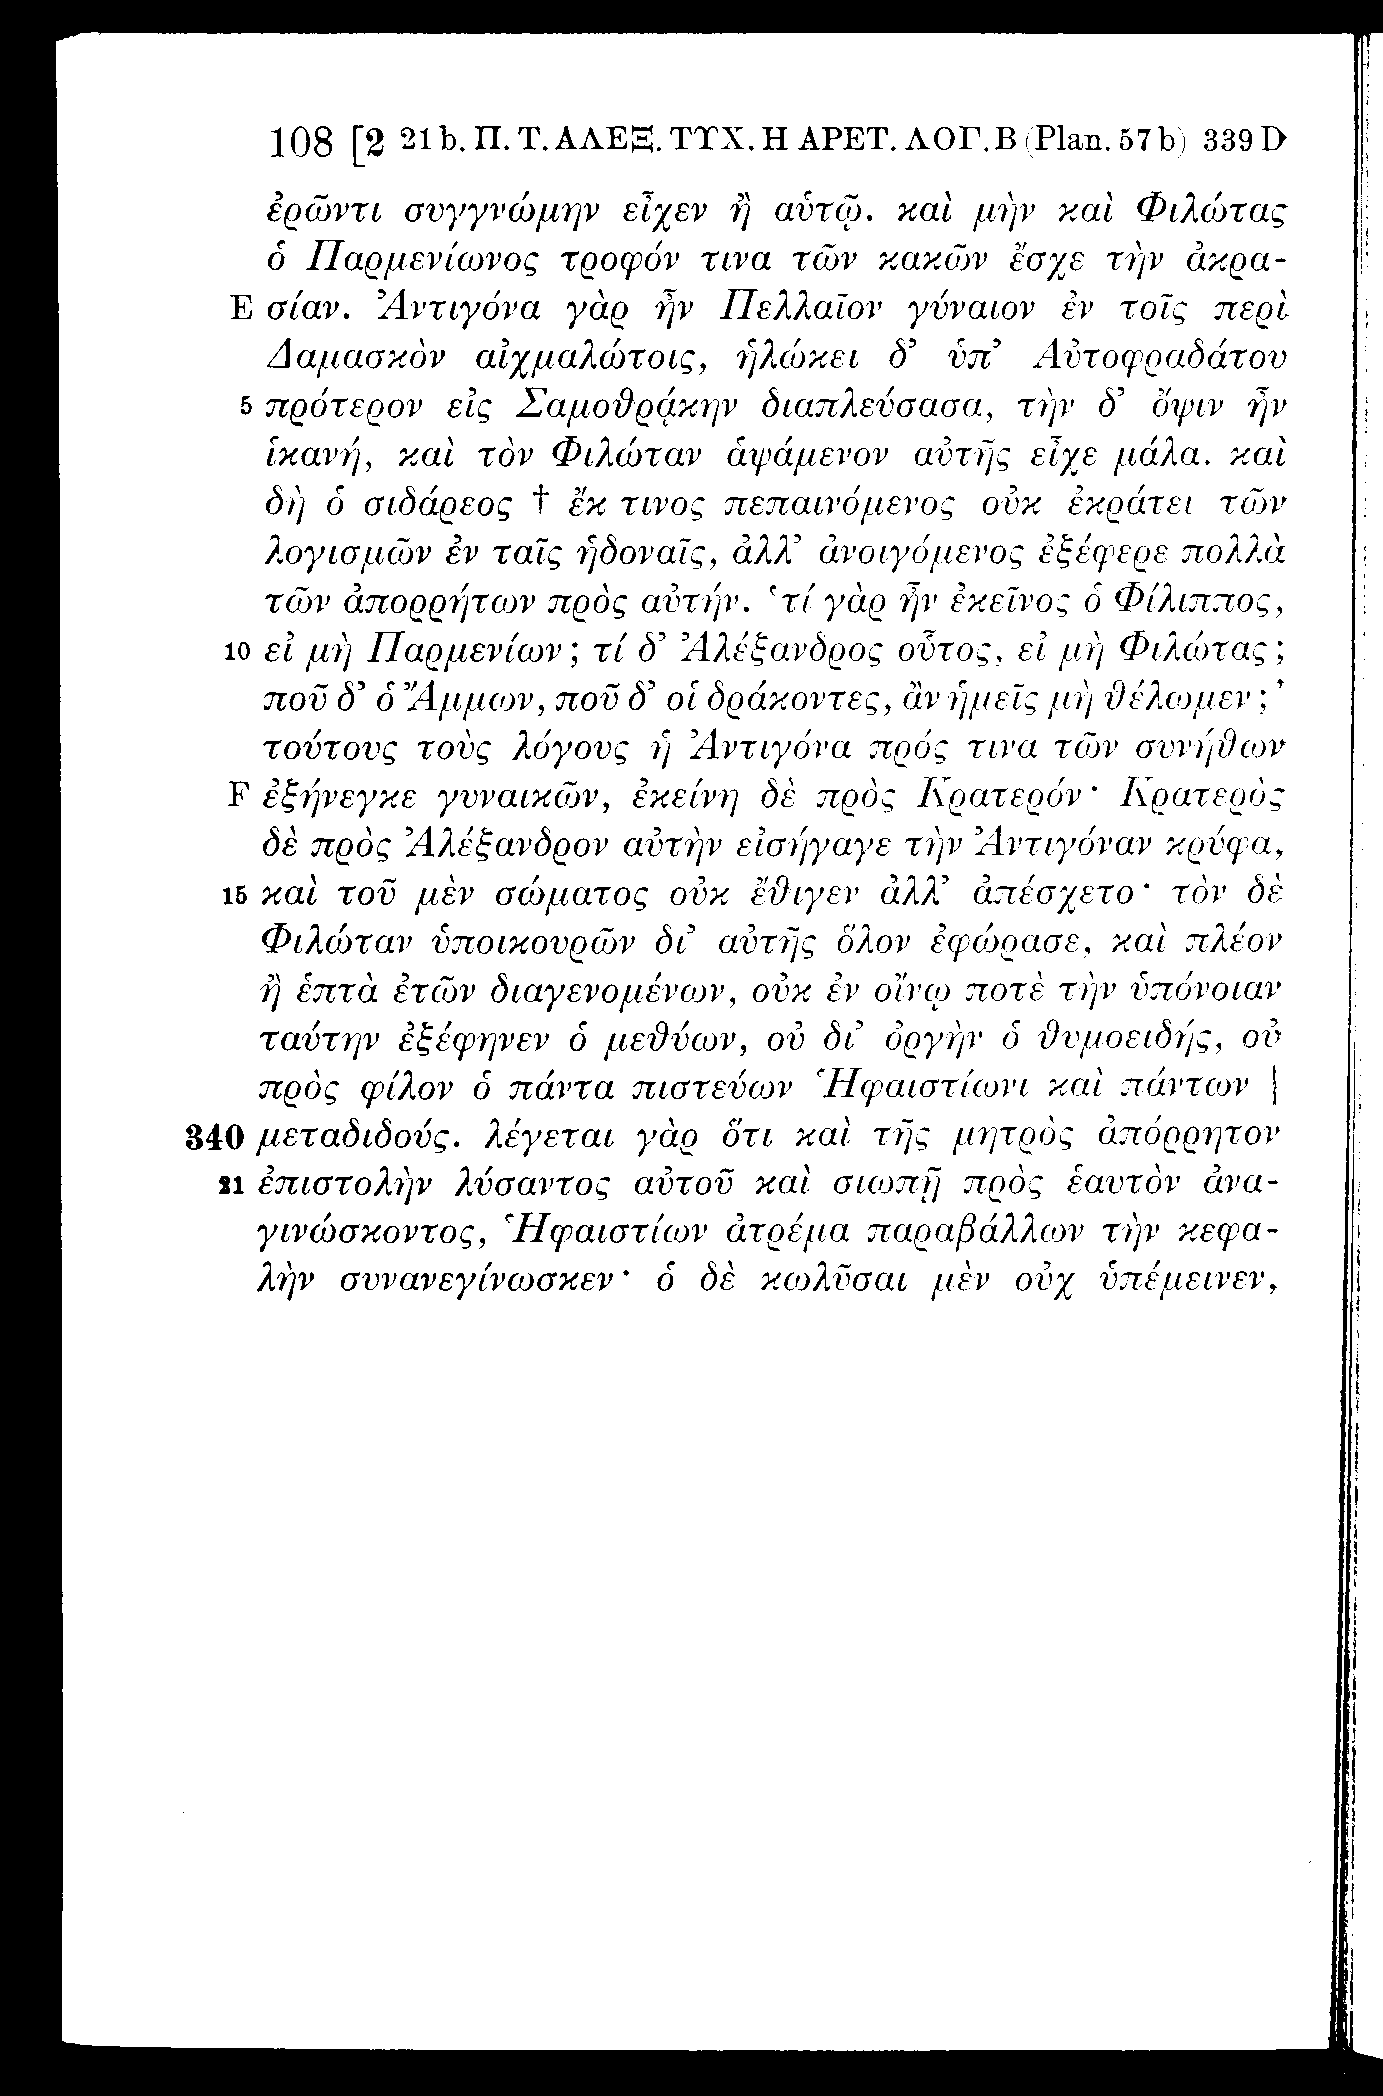 108 [2 21b. Π. Τ. ΑΛΕΞ. ΤΥΧ. Η ΑΡΕΤ. ΛΟΓ. Β (Plan. 57b) 339 D
ἐρῶντι συγγνώμην εἶχεν ἢ αὑτῷ. καὶ μὴν καὶ Φιλώτας
ὁ Παρμενίωνος τροφόν τινα τῶν κακῶν ἔσχε τὴν ἀκρα-
E σίαν. Ἀντιγόνα γὰρ ἦν Πελλαῖον γύναιον ἐν τοῖς περὶ
Δαμασκὸν αἰχμαλώτοις, ἡλώκει δ’ ὑπ’ Αὐτοφραδάτου
5 πρότερον εἰς Σαμοθρᾴκην διαπλεύσασα, τὴν δ’ ὄψιν ἦν
ἱκανή, καὶ τὸν Φιλώταν ἁψάμενον αὐτῆς εἶχε μάλα. καὶ
δὴ ὁ σιδάρεος † ἔκ τινος πεπαινόμενος οὐκ ἐκράτει τῶν
λογισμῶν ἐν ταῖς ἡδοναῖς, ἀλλ’ ἀνοιγόμενος ἐξέφερε πολλὰ
τῶν ἀπορρήτων πρὸς αὐτήν. ‘τί γὰρ ἦν ἐκεῖνος ὁ Φίλιππος,
10 εἰ μὴ Παρμενίων; τί δ’ Ἀλέξανδρος οὗτος, εἰ μὴ Φιλώτας;
ποῦ δ’ ὁ Ἄμμων, ποῦ δ’ οἱ δράκοντες, ἂν ἡμεῖς μὴ θέλωμεν;’
τούτους τοὺς λόγους ἡ Ἀντιγόνα πρός τινα τῶν συνήθων
F ἐξήνεγκε γυναικῶν, ἐκείνη δὲ πρὸς Κρατερόν· Κρατερὸς
δὲ πρὸς Ἀλέξανδρον αὐτὴν εἰσήγαγε τὴν Ἀντιγόναν κρύφα,
15 καὶ τοῦ μὲν σώματος οὐκ ἔθιγεν ἀλλ’ ἀπέσχετο· τὸν δὲ
Φιλώταν ὑποικουρῶν δι’ αὐτῆς ὅλον ἐφώρασε, καὶ πλέον
ἢ ἑπτὰ ἐτῶν διαγενομένων, οὐκ ἐν οἴνῳ ποτὲ τὴν ὑπόνοιαν
ταύτην ἐξέφηνεν ὁ μεθύων, οὐ δι’ ὀργὴν ὁ θυμοειδής, οὐ
πρὸς φίλον ὁ πάντα πιστεύων Ἡφαιστίωνι καὶ πάντων |
340 μεταδιδούς. λέγεται γὰρ ὅτι καὶ τῆς μητρὸς ἀπόρρητον
21 ἐπιστολὴν λύσαντος αὐτοῦ καὶ σιωπῇ πρὸς ἑαυτὸν ἀνα-
γινώσκοντος, Ἡφαιστίων ἀτρέμα παραβάλλων τὴν κεφα-
λὴν συνανεγίνωσκεν· ὁ δὲ κωλῦσαι μὲν οὐχ ὑπέμεινεν,